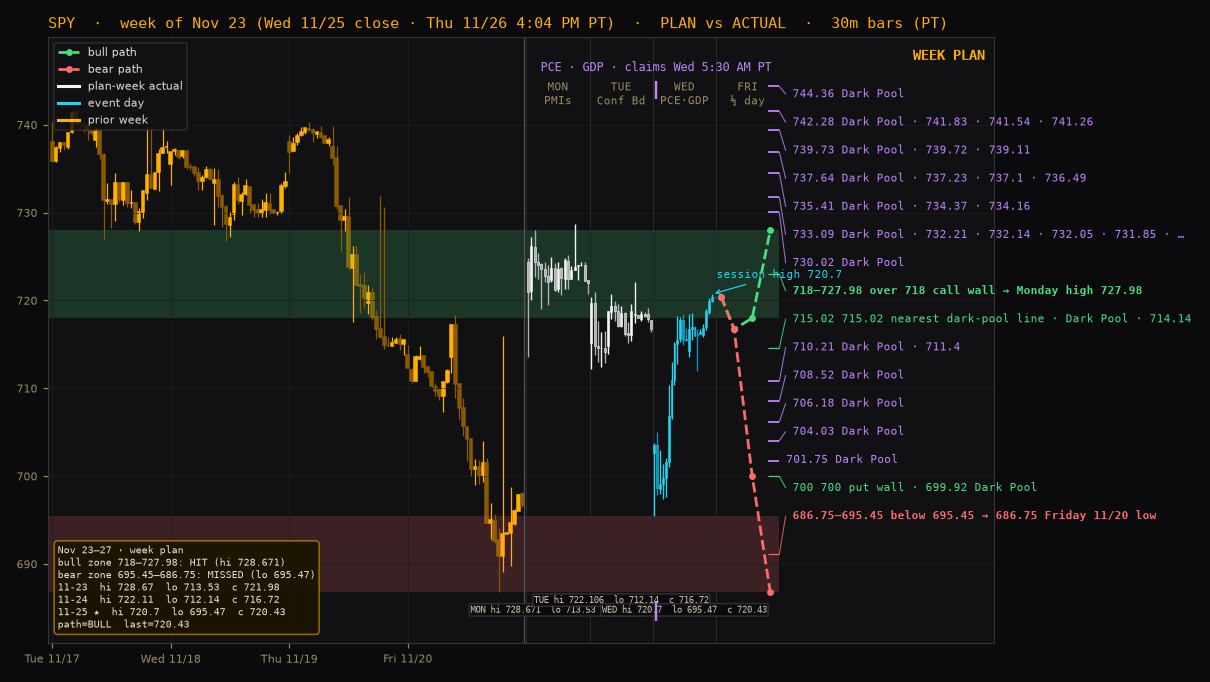 SPY · week of Nov 23 (Wed 11/25 close · Thu 11/26 4:04 PM PT) · PLAN vs ACTUAL · 30m bars (PT)
WEEK PLAN
bull path
bear path
plan-week actual
event day
prior week
PCE · GDP · claims Wed 5:30 AM PT
MON
PMIs
TUE
Conf Bd
WED
PCE·GDP
FRI
½ day
740
730
720
710
700
690
744.36 Dark Pool
742.28 Dark Pool · 741.83 · 741.54 · 741.26
739.73 Dark Pool · 739.72 · 739.11
737.64 Dark Pool · 737.23 · 737.1 · 736.49
735.41 Dark Pool · 734.37 · 734.16
733.09 Dark Pool · 732.21 · 732.14 · 732.05 · 731.85 · …
730.02 Dark Pool
session high 720.7
718–727.98 over 718 call wall → Monday high 727.98
715.02 715.02 nearest dark-pool line · Dark Pool · 714.14
710.21 Dark Pool · 711.4
708.52 Dark Pool
706.18 Dark Pool
704.03 Dark Pool
701.75 Dark Pool
700 700 put wall · 699.92 Dark Pool
686.75–695.45 below 695.45 → 686.75 Friday 11/20 low
Nov 23–27 · week plan
bull zone 718–727.98: HIT (hi 728.671)
bear zone 695.45–686.75: MISSED (lo 695.47)
11-23 hi 728.67 lo 713.53 c 721.98
11-24 hi 722.11 lo 712.14 c 716.72
11-25 ★ hi 720.7 lo 695.47 c 720.43
path=BULL last=720.43
TUE hi 722.106 lo 712.14 c 716.72
MON hi 728.671 lo 713.53
WED hi 720.7 lo 695.47 c 720.43
Tue 11/17
Wed 11/18
Thu 11/19
Fri 11/20